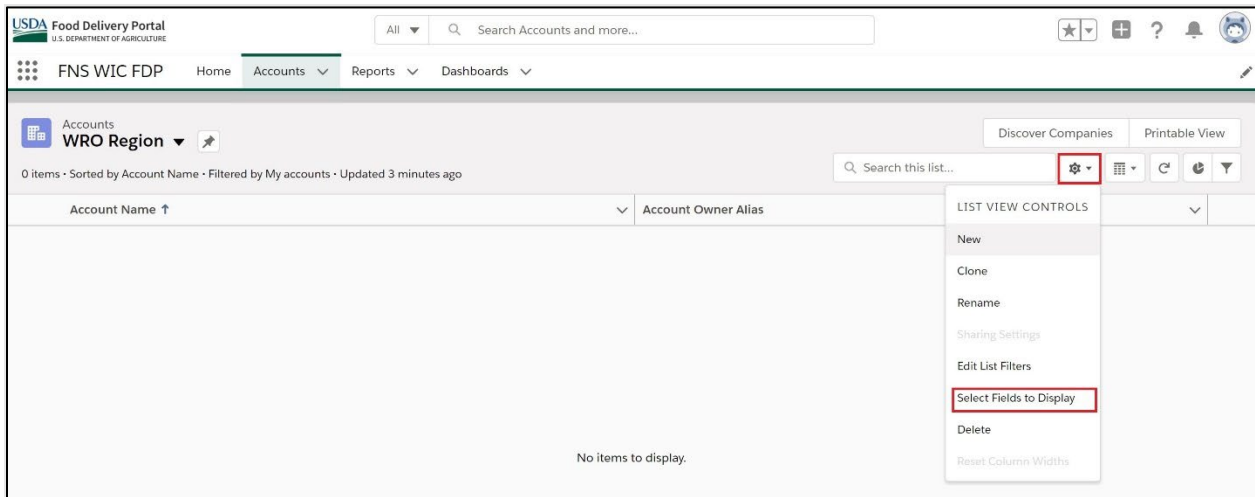 USDA Food Delivery Portal
U.S. DEPARTMENT OF AGRICULTURE
All Search Accounts and more...
FNS WIC FDP Home Accounts Reports Dashboards
Accounts
WRO Region
Discover Companies Printable View
0 items • Sorted by Account Name • Filtered by My accounts • Updated 3 minutes ago
Search this list...
Account Name ↑ Account Owner Alias
LIST VIEW CONTROLS
New
Clone
Rename
Sharing Settings
Edit List Filters
Select Fields to Display
Delete
No items to display.
Reset Column Widths